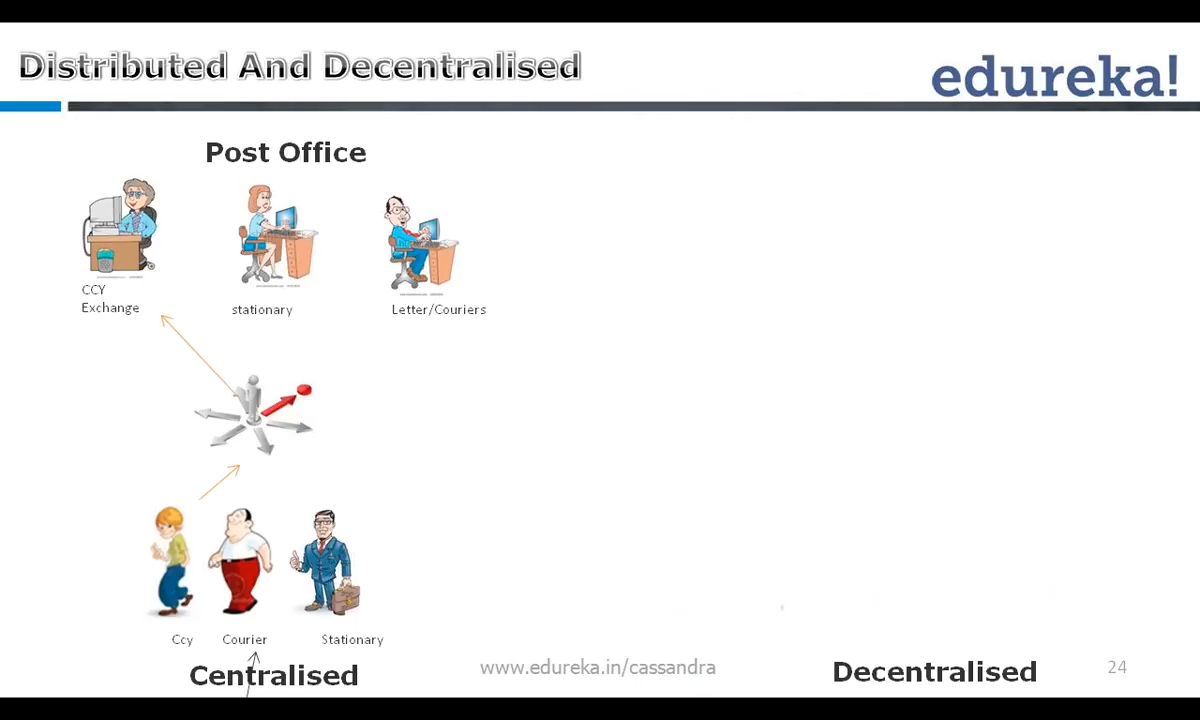 Distributed And Decentralised
edureka!
Post Office
CCY
Exchange
stationary
Letter/Couriers
Ccy
Courier
Stationary
Centralised
www.edureka.in/cassandra
Decentralised
24